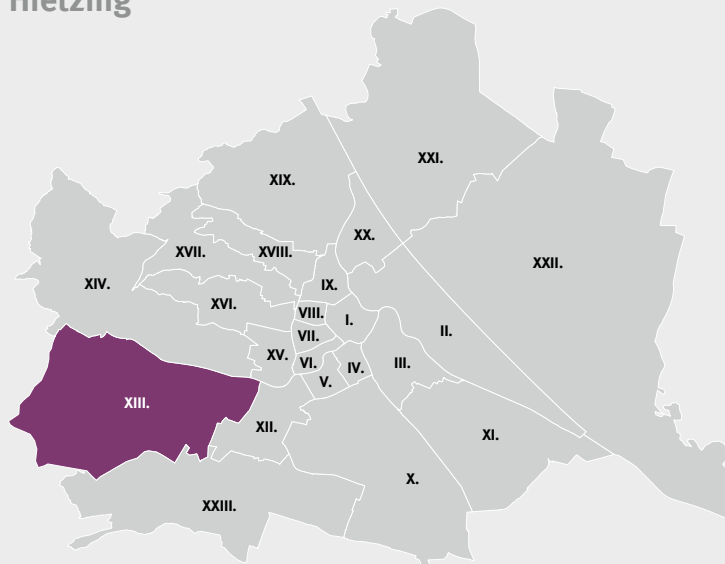 Hietzing
XXI.
XIX.
XX.
XVII.
XVIII.
XXII.
XIV.
IX.
XVI.
VIII.
I.
II.
VII.
XV.
VI.
IV.
III.
V.
XIII.
XII.
XI.
X.
XXIII.